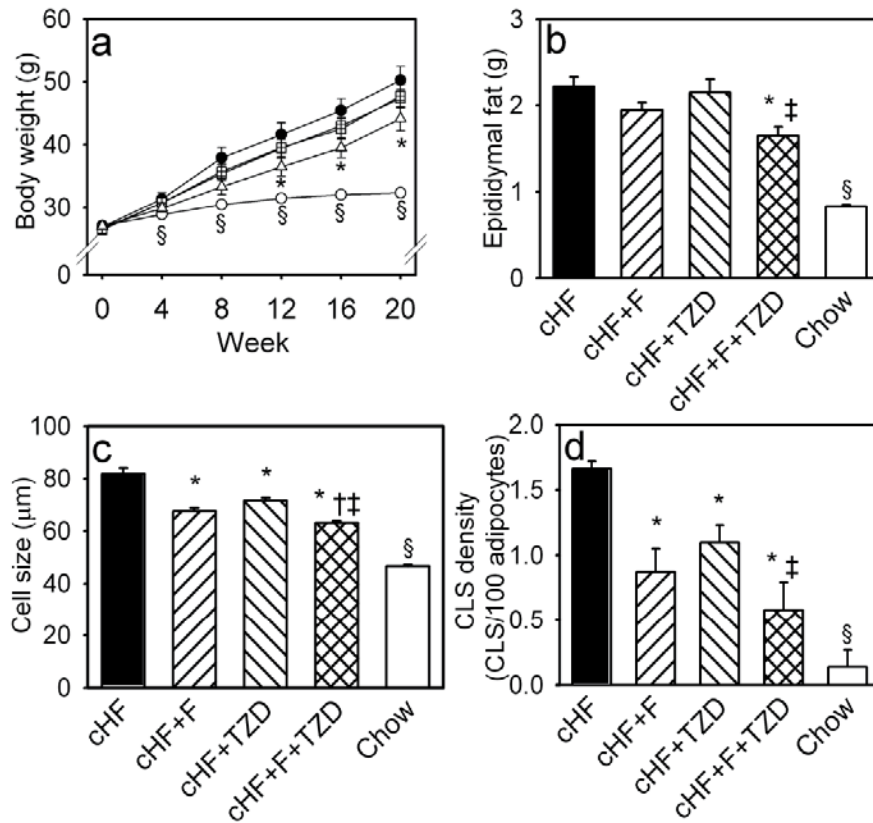 a
Body weight (g)
60
50
40
30
0
* * *
§ § § § §
0 4 8 12 16 20
Week
b
Epididymal fat (g)
3
2
1
0
* ‡
§
cHF
cHF+F
cHF+TZD
cHF+F+TZD
Chow
c
Cell size (μm)
100
80
60
40
20
0
*
*
* †‡
§
cHF
cHF+F
cHF+TZD
cHF+F+TZD
Chow
d
CLS density
(CLS/100 adipocytes)
2.0
1.5
1.0
0.5
0.0
*
*
* ‡
§
cHF
cHF+F
cHF+TZD
cHF+F+TZD
Chow